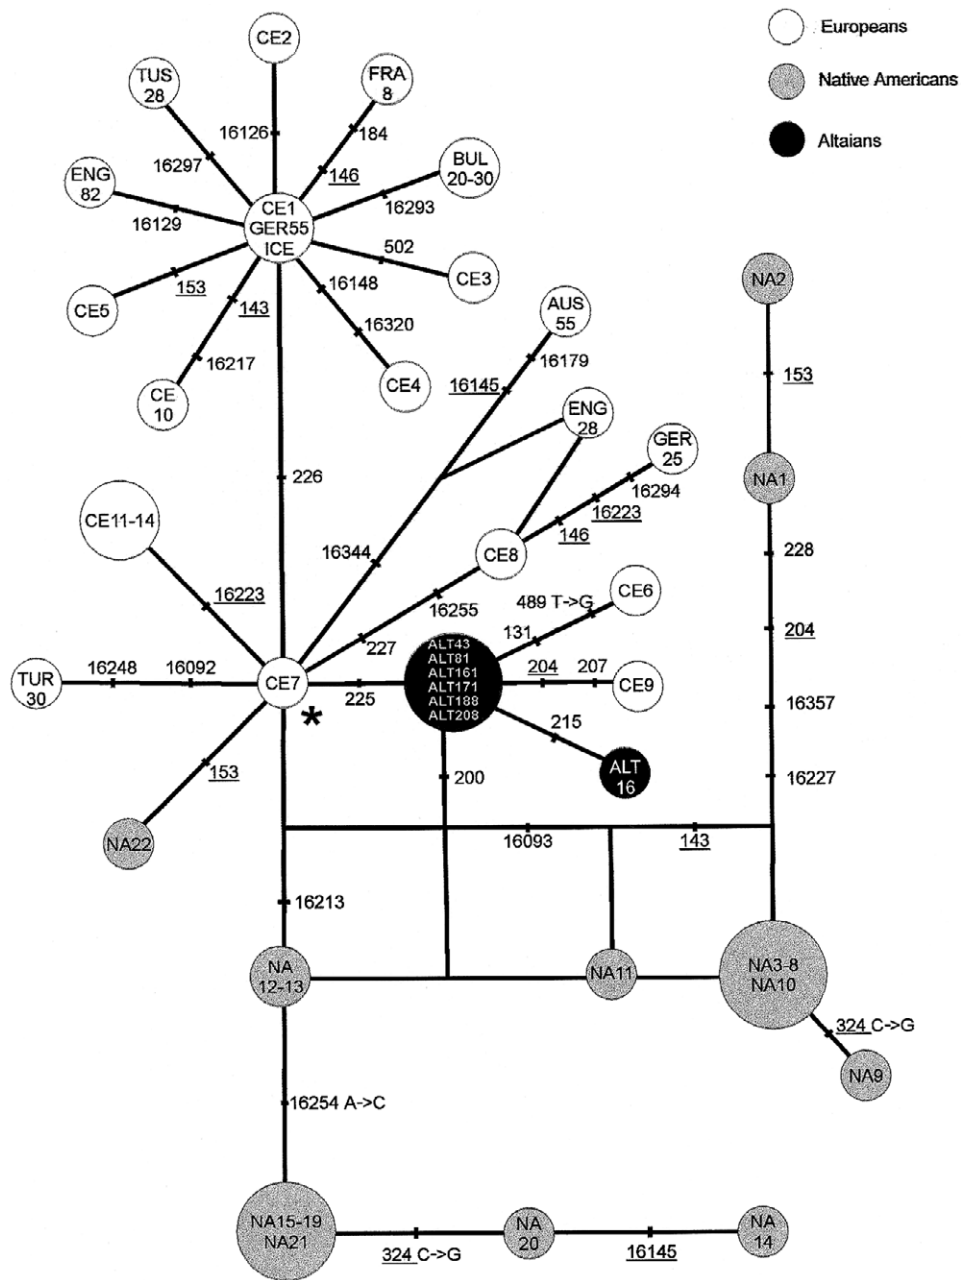 CE2
Europeans
TUS
28
FRA
8
Native Americans
16126
184
Altaians
16297
146
BUL
20-30
ENG
82
16293
16129
CE1
GER55
ICE
502
CE3
NA2
153
16148
CE5
143
AUS
55
16320
16217
16179
153
CE
10
CE4
16145
ENG
28
GER
25
226
16294
NA1
CE11-14
16223
146
16344
CE8
228
16223
16255
489 T->G
CE6
131
204
227
16248
16092
ALT43
ALT81
ALT161
ALT171
ALT188
ALT208
204
207
TUR
30
CE7
225
CE9
16357
*
215
153
200
ALT
16
16227
NA22
16093
143
16213
NA
12-13
NA11
NA3-8
NA10
324 C->G
NA9
16254 A->C
NA15-19
NA21
NA
20
NA
14
324 C->G
16145